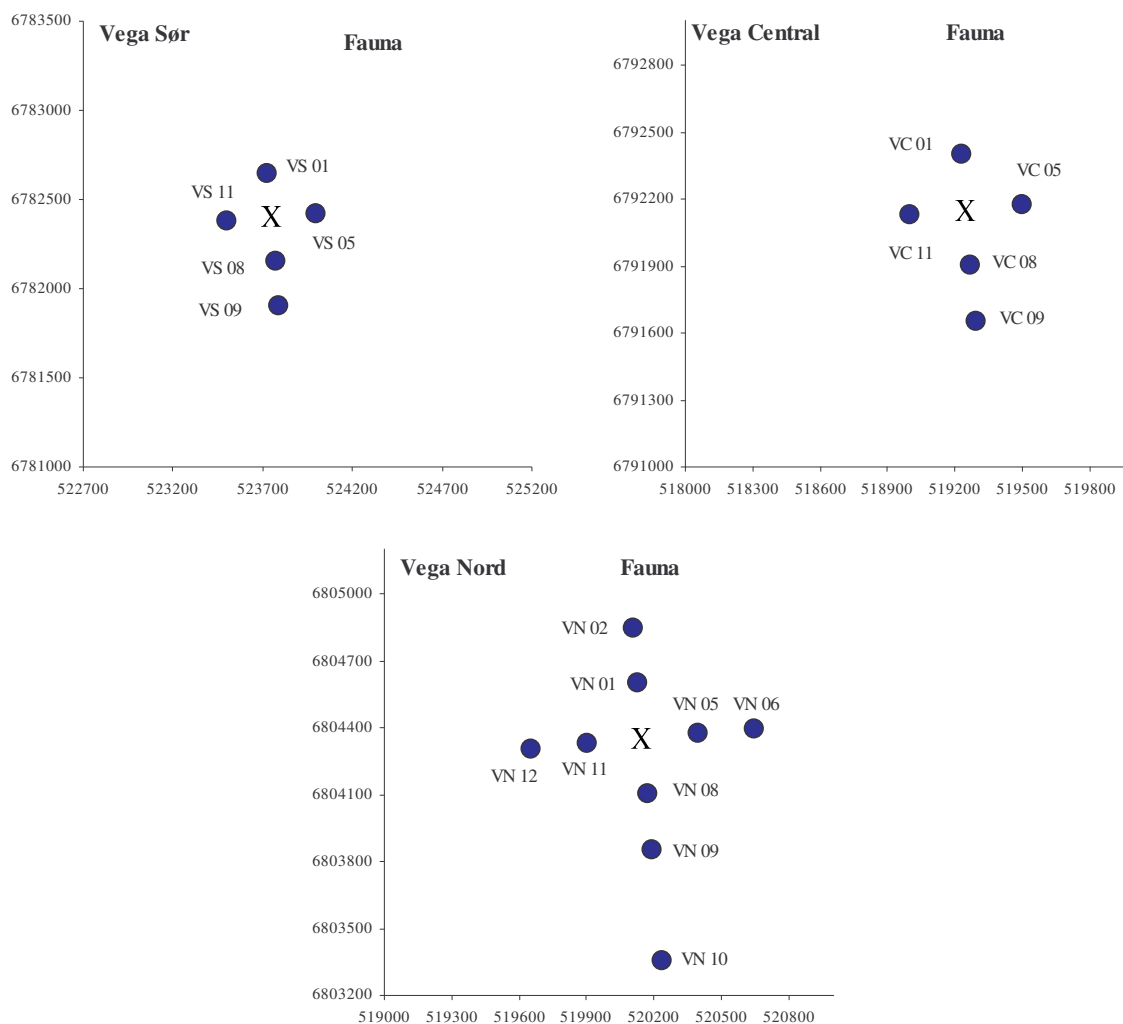 Vega Sør
Fauna
6783500
6783000
6782500
6782000
6781500
6781000
VS 01
VS 11
X
VS 05
VS 08
VS 09
522700 523200 523700 524200 524700 525200
Vega Central
Fauna
6792800
6792500
6792200
6791900
6791600
6791300
6791000
VC 01
VC 05
X
VC 11
VC 08
VC 09
518000 518300 518600 518900 519200 519500 519800
Vega Nord
Fauna
6805000
6804700
6804400
6804100
6803800
6803500
6803200
VN 02
VN 01
VN 05 VN 06
X
VN 12
VN 11
VN 08
VN 09
VN 10
519000 519300 519600 519900 520200 520500 520800